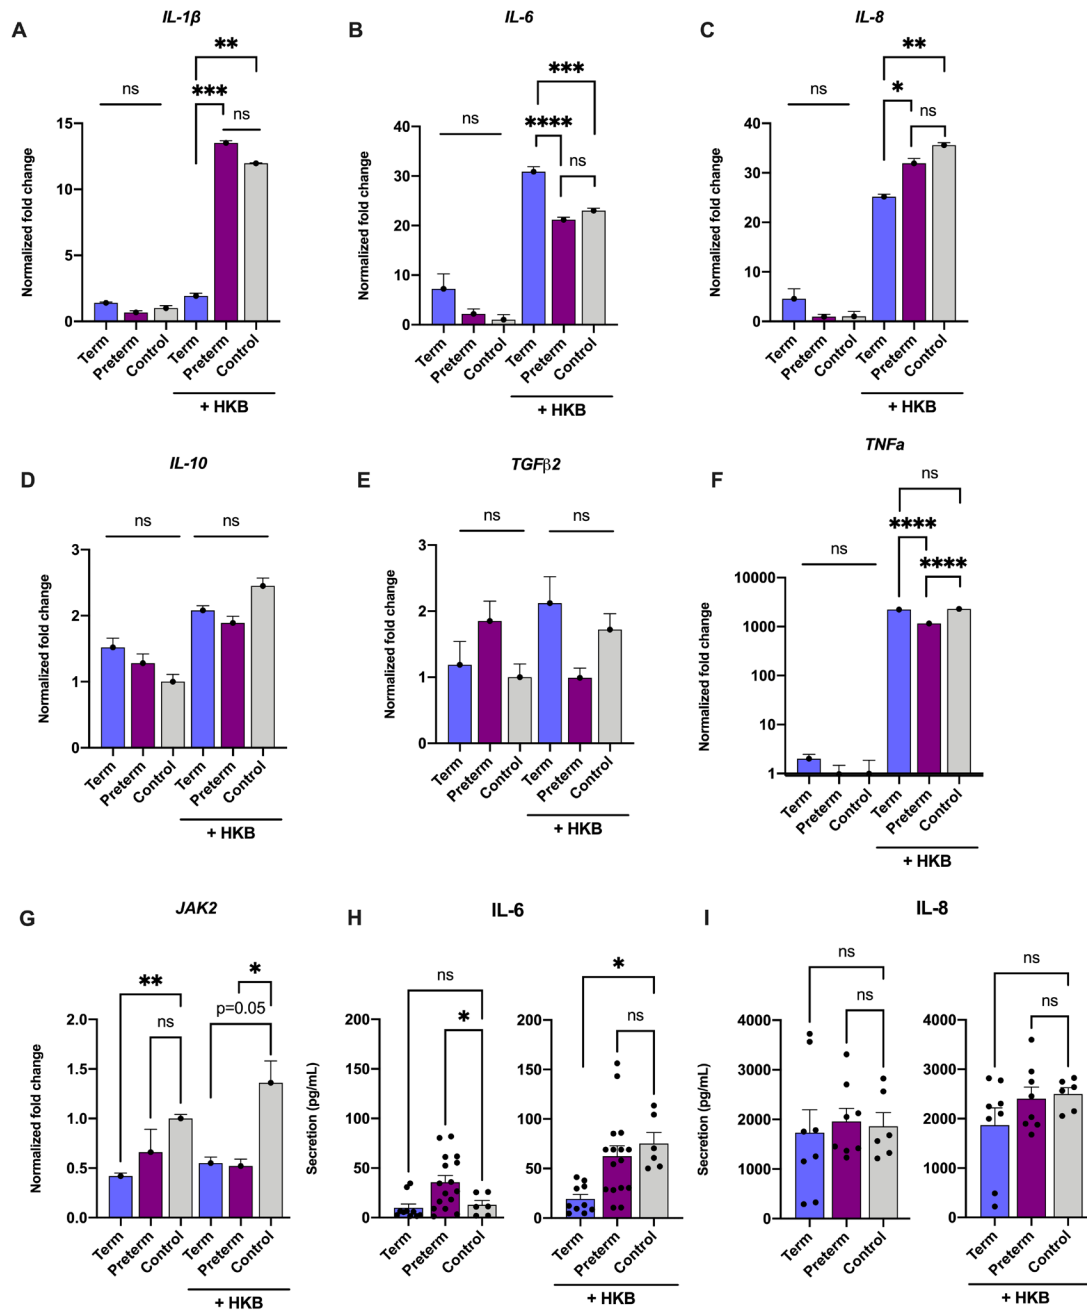 A
IL-1β
ns
**
***
ns
Normalized fold change
15
10
5
0
Term
Preterm
Control
Term
Preterm
Control
+ HKB
B
IL-6
ns
***
****
ns
Normalized fold change
40
30
20
10
0
Term
Preterm
Control
Term
Preterm
Control
+ HKB
C
IL-8
ns
**
*
ns
Normalized fold change
40
30
20
10
0
Term
Preterm
Control
Term
Preterm
Control
+ HKB
D
IL-10
ns
ns
Normalized fold change
3
2
1
0
Term
Preterm
Control
Term
Preterm
Control
+ HKB
E
TGFβ2
ns
ns
Normalized fold change
3
2
1
0
Term
Preterm
Control
Term
Preterm
Control
+ HKB
F
TNFa
ns
ns
****
****
Normalized fold change
10000
1000
100
10
1
Term
Preterm
Control
Term
Preterm
Control
+ HKB
G
JAK2
**
ns
*
p=0.05
Normalized fold change
2.0
1.5
1.0
0.5
0.0
Term
Preterm
Control
Term
Preterm
Control
+ HKB
H
IL-6
ns
*
Secretion (pg/mL)
200
150
100
50
0
Term
Preterm
Control
*
ns
200
150
100
50
0
Term
Preterm
Control
+ HKB
I
IL-8
ns
ns
Secretion (pg/mL)
4000
3000
2000
1000
0
Term
Preterm
Control
ns
ns
4000
3000
2000
1000
0
Term
Preterm
Control
+ HKB